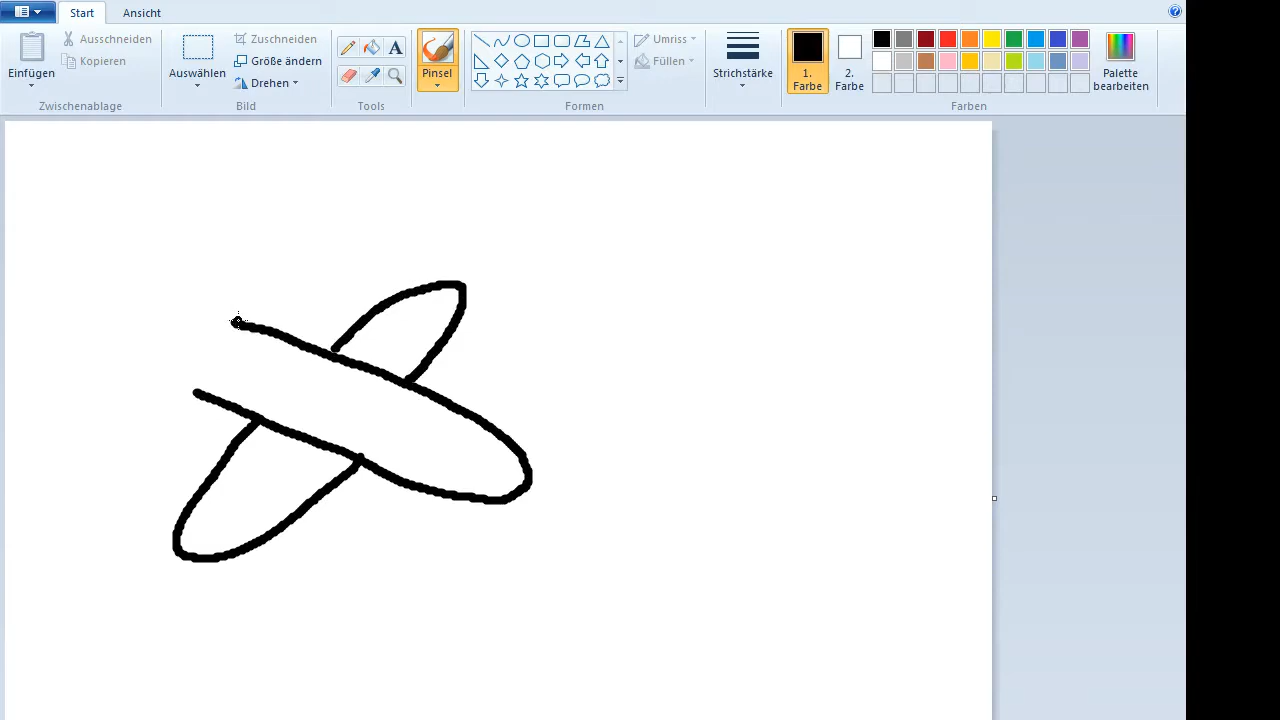 Start Ansicht
Einfügen
Ausschneiden
Kopieren
Zwischenablage
Auswählen
Zuschneiden
Größe ändern
Drehen
Bild
A
Tools
Pinsel
Formen
Umriss
Füllen
Strichstärke
1.
Farbe
2.
Farbe
Palette
bearbeiten
Farben
?